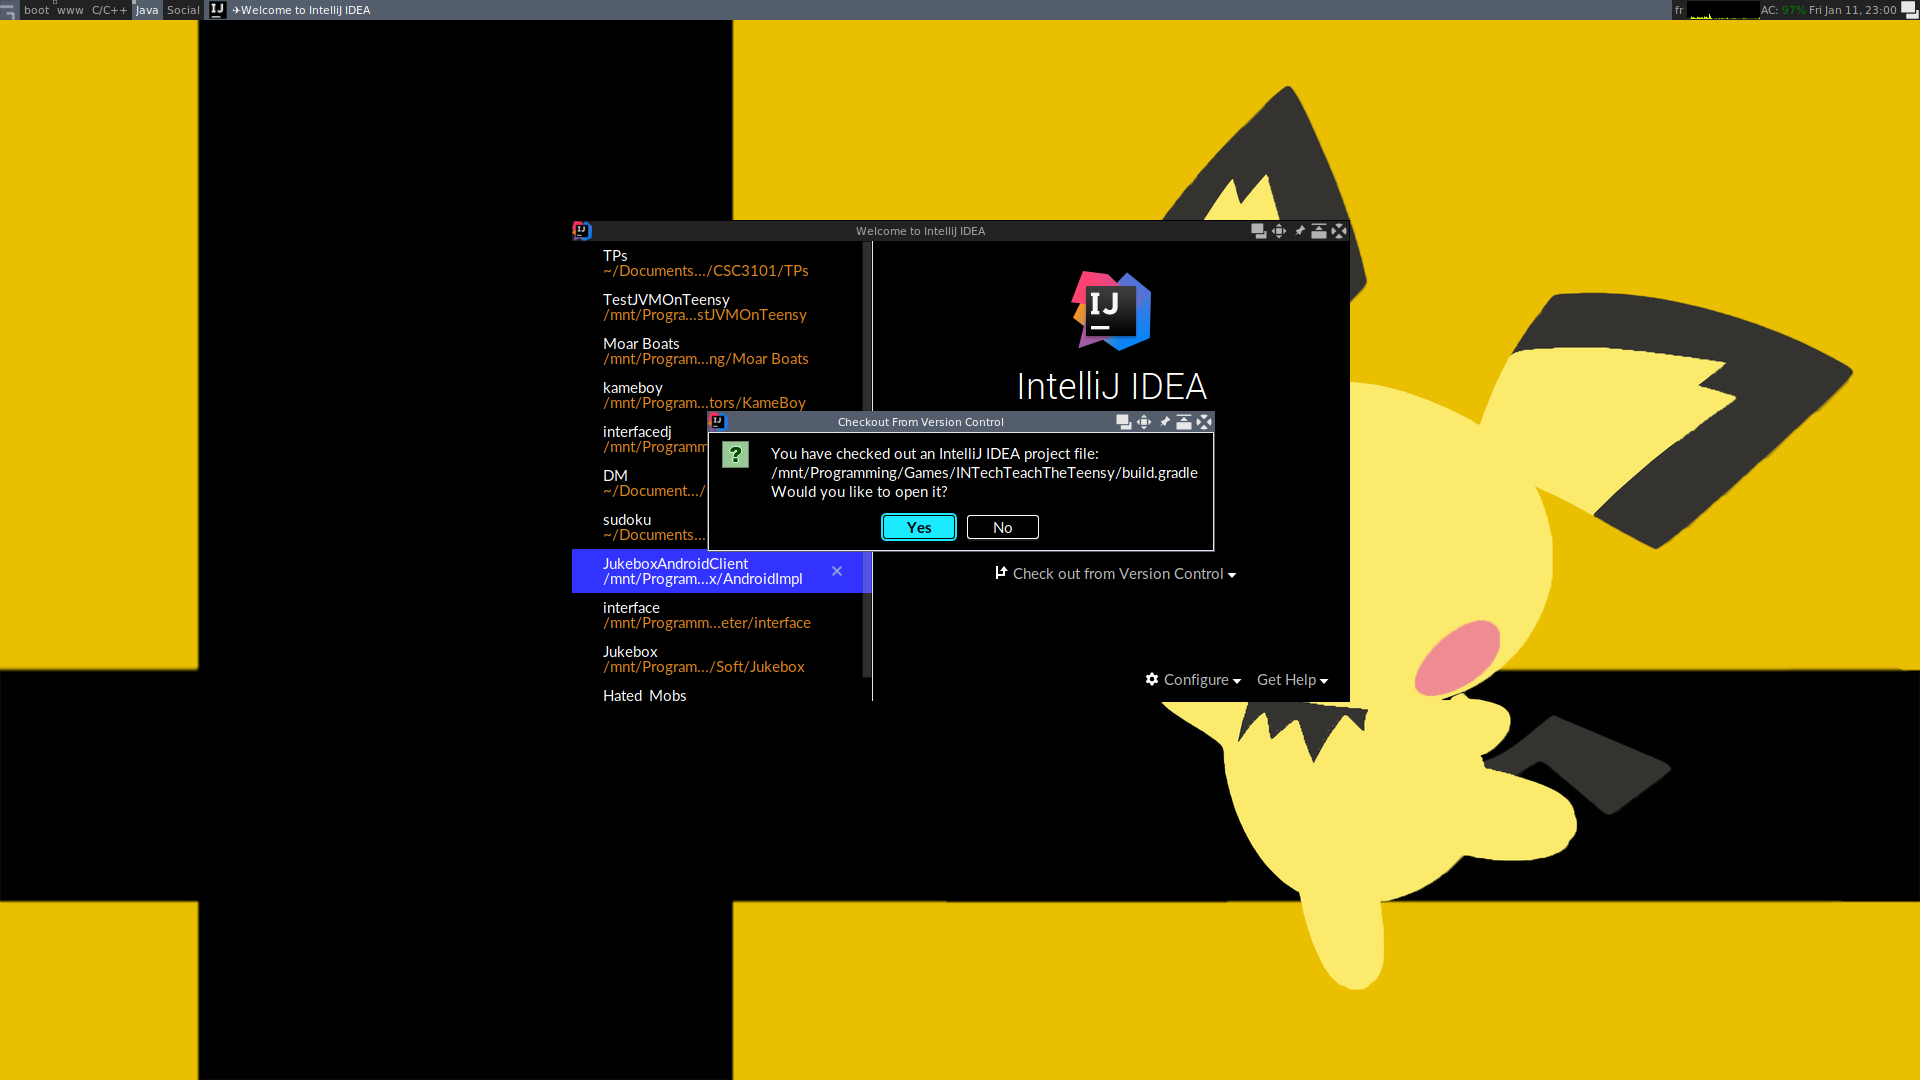 boot www C/C++ Java Social ✈Welcome to IntelliJ IDEA fr AC: 97% Fri Jan 11, 23:00
Welcome to IntelliJ IDEA
TPs
~/Documents.../CSC3101/TPs
TestJVMOnTeensy
/mnt/Progra...stJVMOnTeensy
Moar Boats
/mnt/Program...ng/Moar Boats
kameboy
/mnt/Program...tors/KameBoy
interfacedj
/mnt/Programm
DM
~/Document.../
sudoku
~/Documents...
JukeboxAndroidClient
/mnt/Program...x/AndroidImpl
interface
/mnt/Programm...eter/interface
Jukebox
/mnt/Program.../Soft/Jukebox
Hated Mobs
IJ
IntelliJ IDEA
Checkout From Version Control
?
You have checked out an IntelliJ IDEA project file:
/mnt/Programming/Games/INTechTeachTheTeensy/build.gradle
Would you like to open it?
Yes No
Check out from Version Control
Configure Get Help